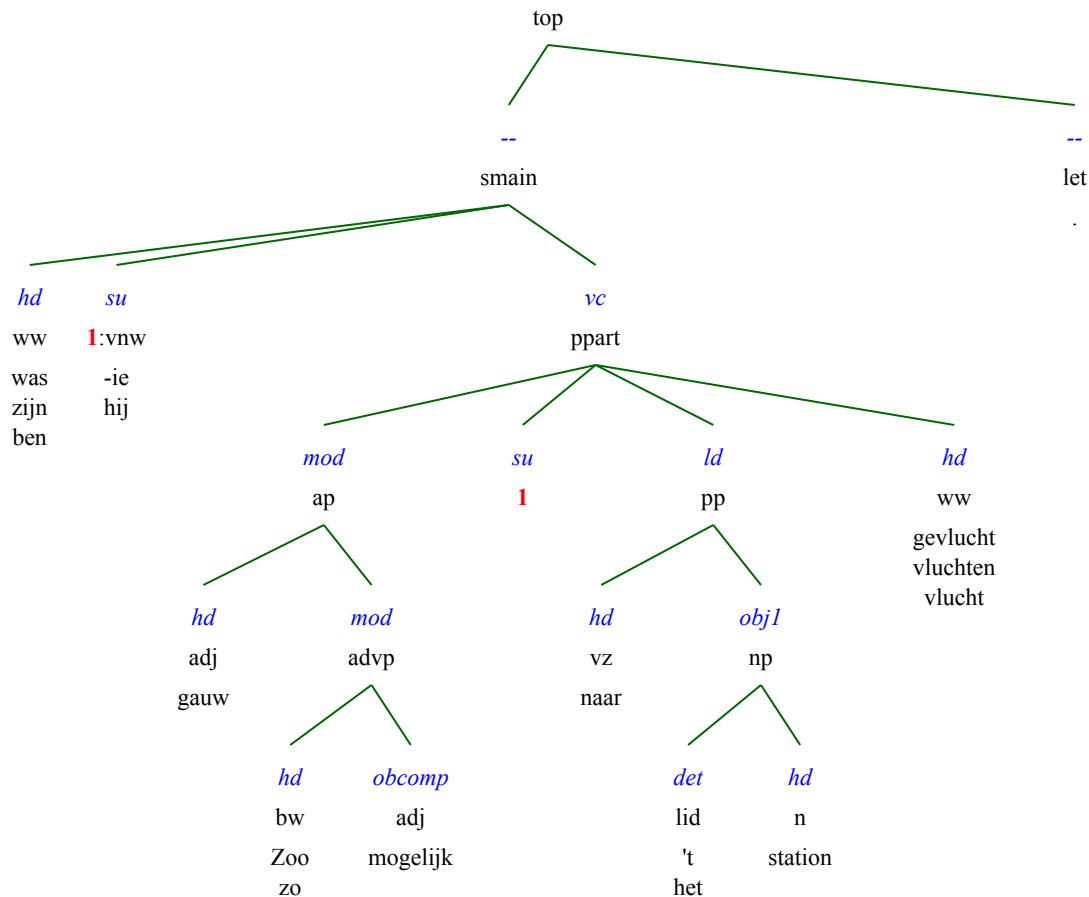 top
-- --
smain let
.
hd su vc
ww 1:vnw ppart
was -ie
zijn hij
ben
mod su ld hd
ap 1 pp ww
gevlucht
vluchten
vlucht
hd mod hd obj1
adj advp vz np
gauw naar
hd obcomp det hd
bw adj lid n
Zoo mogelijk 't station
zo het